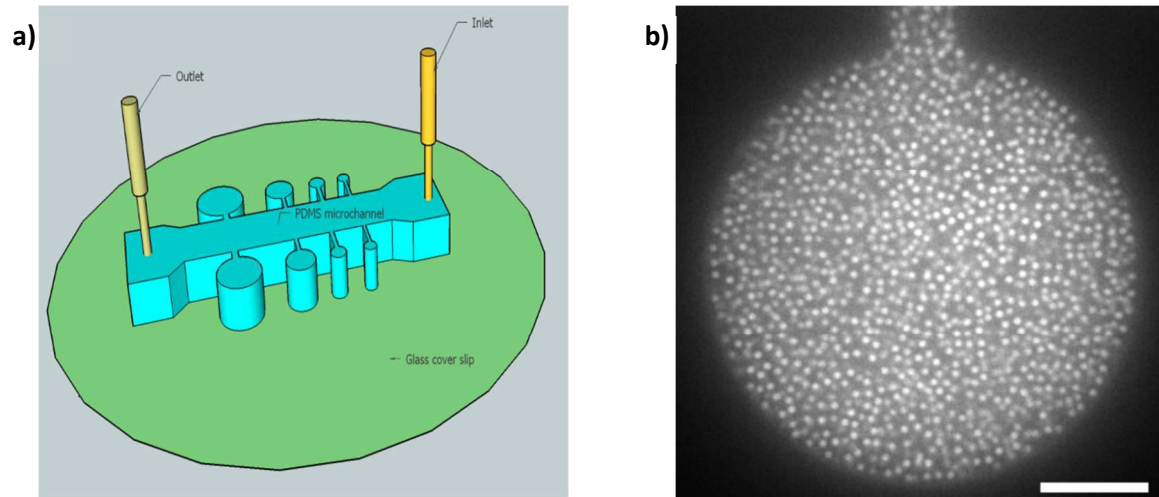 a)
Inlet
Outlet
PDMS microchannel
Glass cover slip
b)